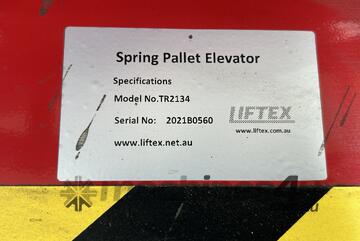 Spring Pallet Elevator
Specifications
Model No.TR2134
LIFTEX
Serial No: 2021B0560
www.liftex.com.au
www.liftex.net.au